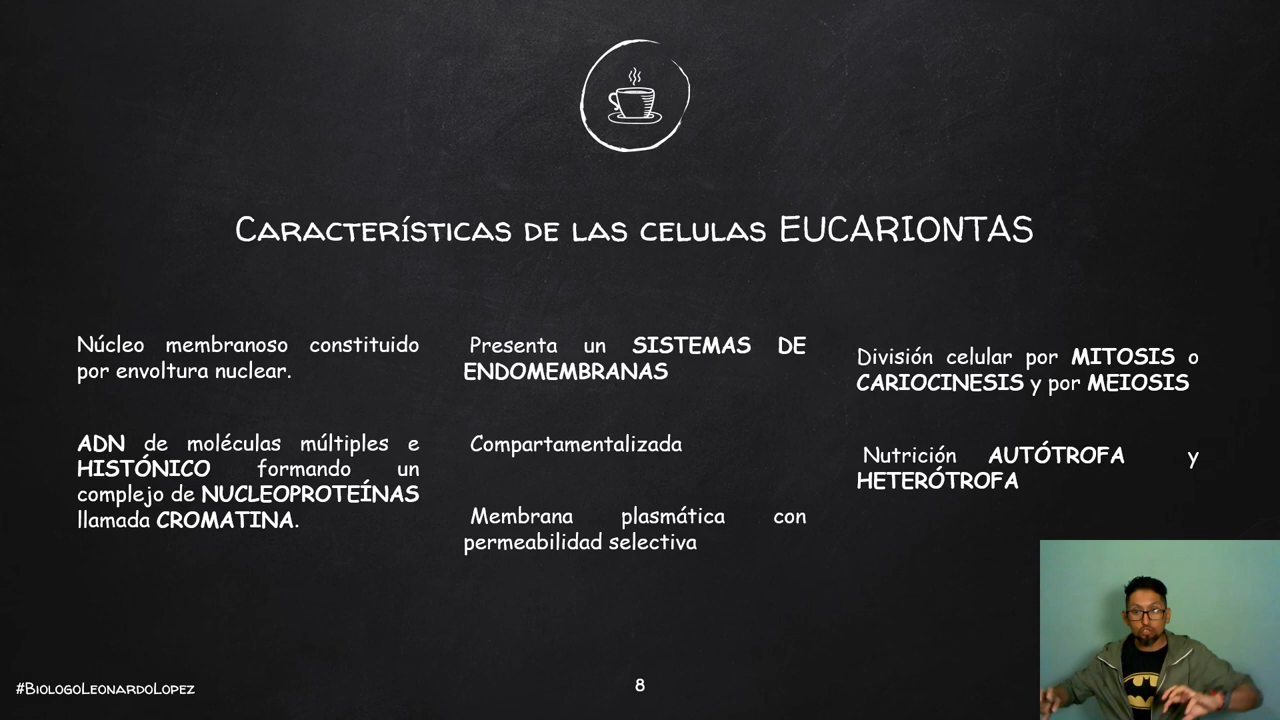 Características de las celulas EUCARIONTAS
Núcleo membranoso constituido
por envoltura nuclear.
ADN de moléculas múltiples e
HISTÓNICO formando un
complejo de NUCLEOPROTEÍNAS
llamada CROMATINA.
Presenta un SISTEMAS DE
ENDOMEMBRANAS
Compartamentalizada
Membrana plasmática con
permeabilidad selectiva
División celular por MITOSIS o
CARIOCINESIS y por MEIOSIS
Nutrición AUTÓTROFA y
HETERÓTROFA
#BiologoLeonardoLopez
8